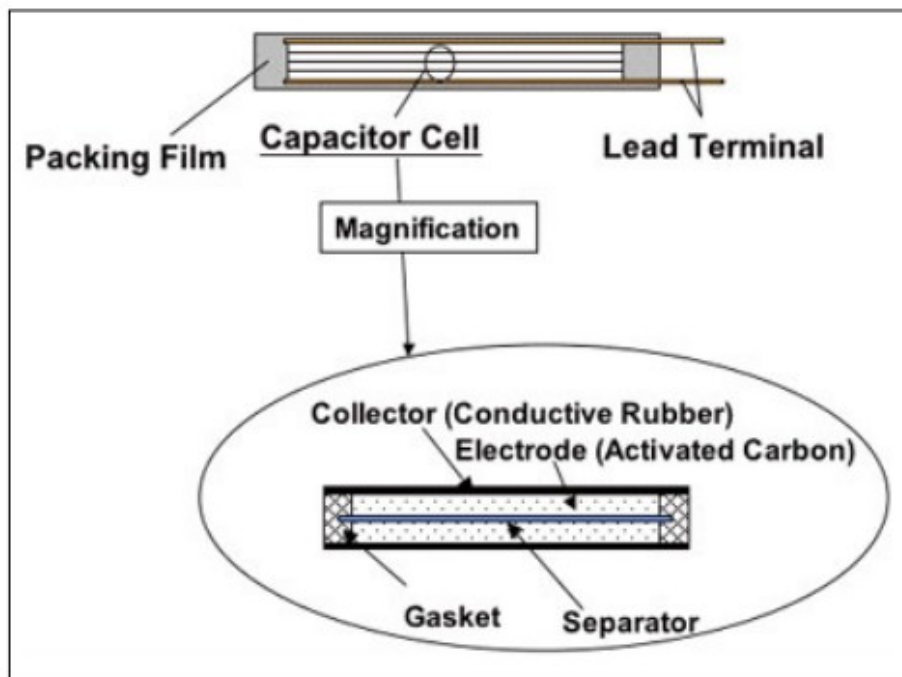 Packing Film
Capacitor Cell
Lead Terminal
Magnification
Collector (Conductive Rubber)
Electrode (Activated Carbon)
Gasket
Separator